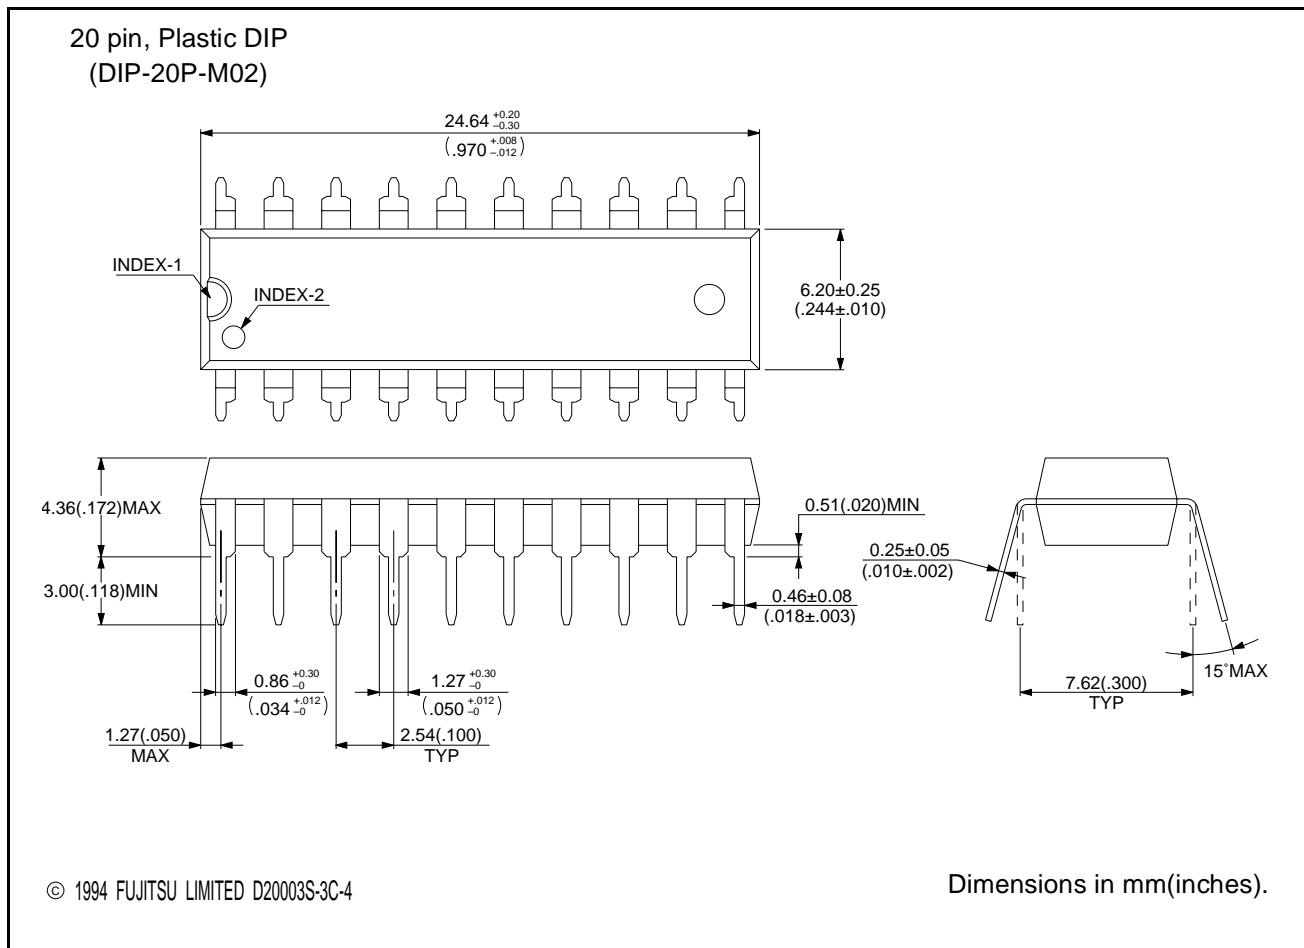 20 pin, Plastic DIP
(DIP-20P-M02)
24.64 +0.20 –0.30
(.970 +.008 –.012)
INDEX-1
INDEX-2
6.20±0.25
(.244±.010)
4.36(.172)MAX
0.51(.020)MIN
3.00(.118)MIN
0.25±0.05
(.010±.002)
0.46±0.08
(.018±.003)
15°MAX
0.86 +0.30 –0
(.034 +.012 –0)
1.27 +0.30 –0
(.050 +.012 –0)
7.62(.300)
TYP
1.27(.050)
MAX
2.54(.100)
TYP
© 1994 FUJITSU LIMITED D20003S-3C-4
Dimensions in mm(inches).